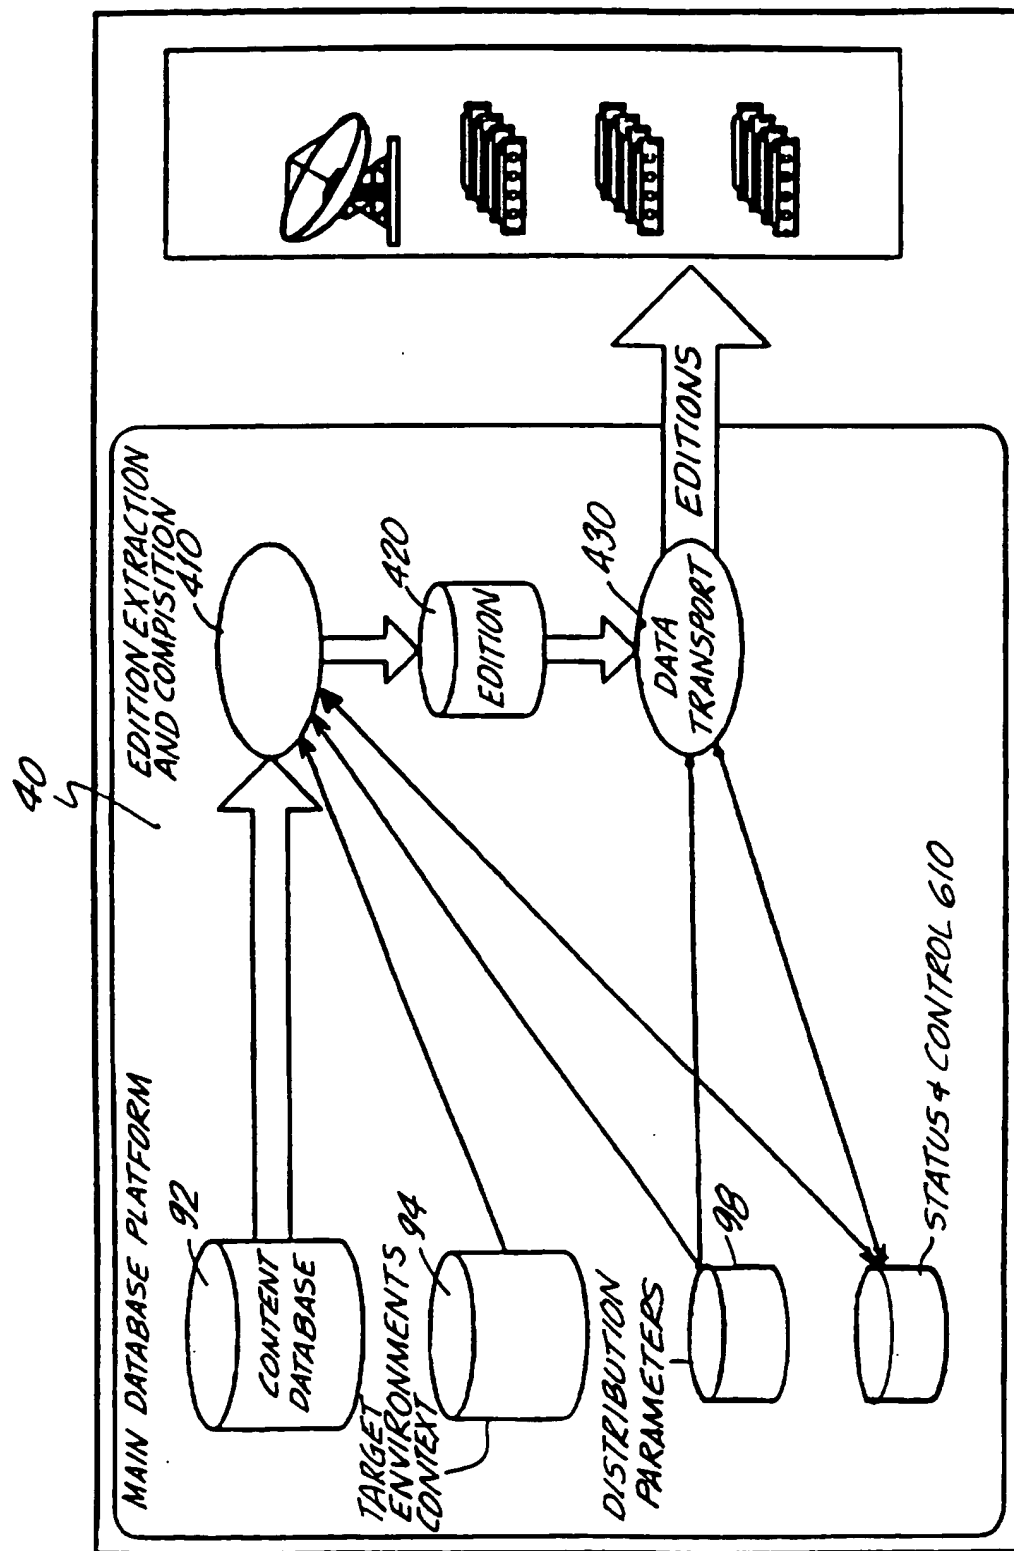 40
MAIN DATABASE PLATFORM
EDITION EXTRACTION
AND COMPISITION
410
92
CONTENT
DATABASE
420
EDITION
TARGET
ENVIRONMENTS
CONTEXT
94
430
DATA
TRANSPORT
EDITIONS
DISTRIBUTION
PARAMETERS
98
STATUS & CONTROL 610